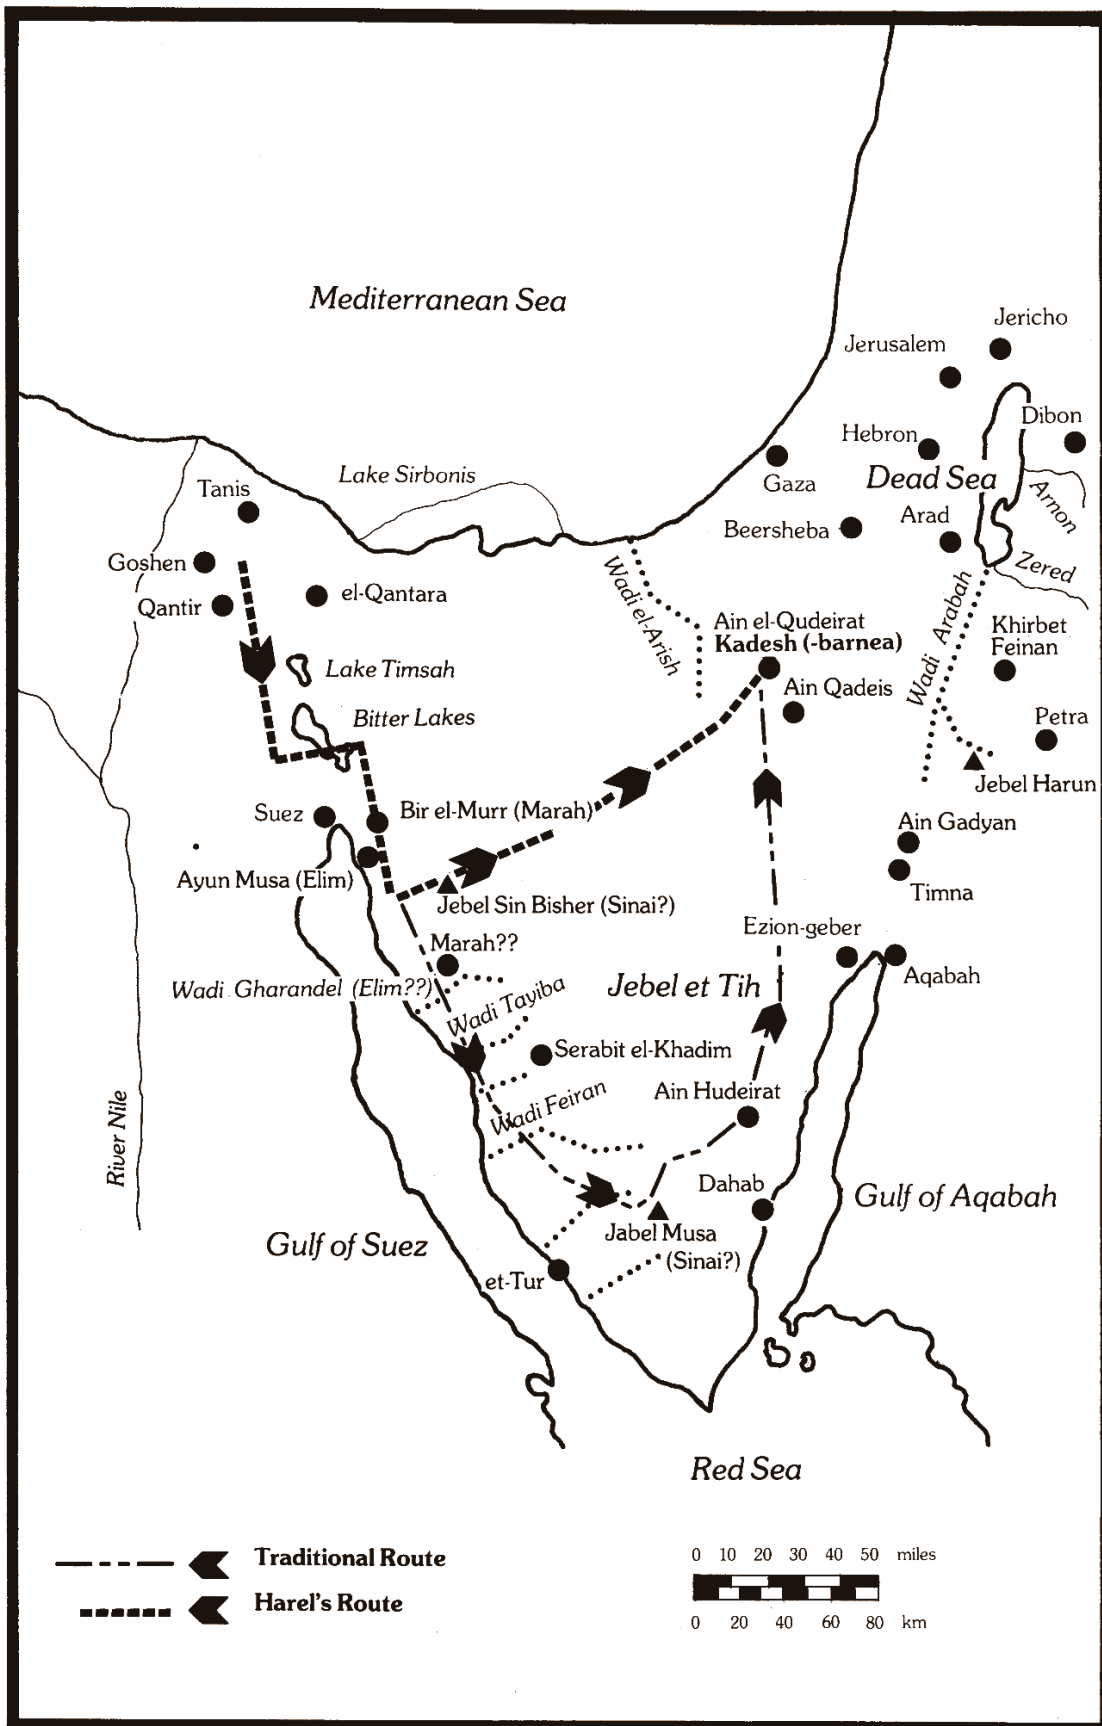 Mediterranean Sea
Jericho
Jerusalem
Dibon
Hebron
Lake Sirbonis
Gaza
Dead Sea
Tanis
Arnon
Arad
Beersheba
Goshen
Zered
el-Qantara
Qantir
Wadi el-Arish
Wadi Arabah
Ain el-Qudeirat
Kadesh (-barnea)
Khirbet
Feinan
Lake Timsah
Ain Qadeis
Bitter Lakes
Petra
Jebel Harun
Suez
Bir el-Murr (Marah)
Ain Gadyan
Ayun Musa (Elim)
Timna
Jebel Sin Bisher (Sinai?)
Ezion-geber
Marah??
Aqabah
Wadi Gharandel (Elim??)
Jebel et Tih
Wadi Tayiba
Serabit el-Khadim
Ain Hudeirat
Wadi Feiran
River Nile
Dahab
Gulf of Aqabah
Jabel Musa
(Sinai?)
Gulf of Suez
et-Tur
Red Sea
Traditional Route
Harel's Route
0 10 20 30 40 50 miles
0 20 40 60 80 km